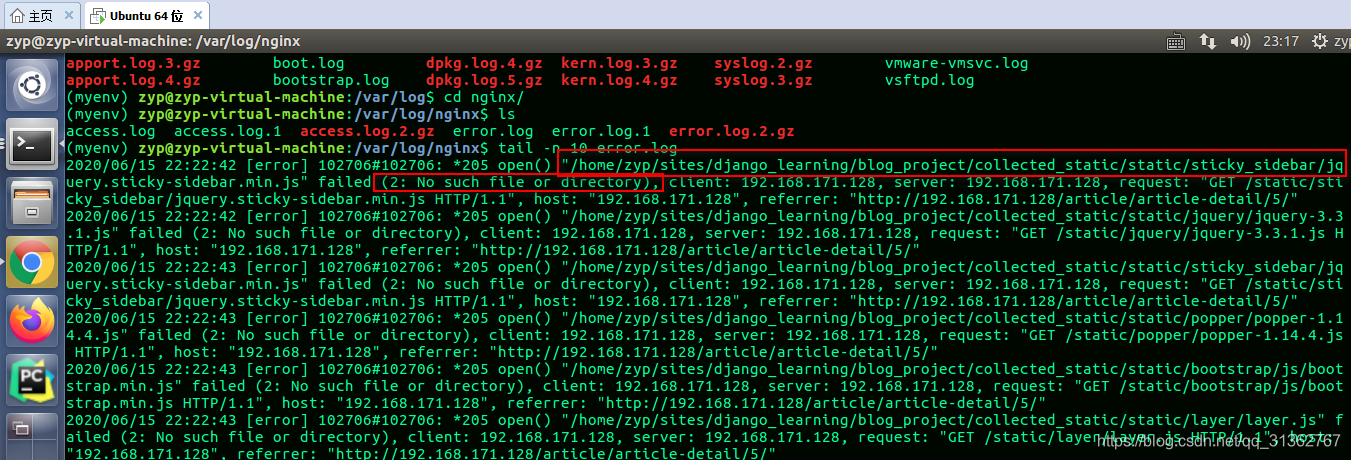 主页 × Ubuntu 64 位 ×
zyp@zyp-virtual-machine: /var/log/nginx 23:17 zyp
apport.log.3.gz boot.log dpkg.log.4.gz kern.log.3.gz syslog.2.gz vmware-vmsvc.log
apport.log.4.gz bootstrap.log dpkg.log.5.gz kern.log.4.gz syslog.3.gz vsftpd.log
(myenv) zyp@zyp-virtual-machine:/var/log$ cd nginx/
(myenv) zyp@zyp-virtual-machine:/var/log/nginx$ ls
access.log access.log.1 access.log.2.gz error.log error.log.1 error.log.2.gz
(myenv) zyp@zyp-virtual-machine:/var/log/nginx$ tail -n 10 error.log
2020/06/15 22:22:42 [error] 102706#102706: *205 open() "/home/zyp/sites/django_learning/blog_project/collected_static/static/sticky_sidebar/jq
uery.sticky-sidebar.min.js" failed (2: No such file or directory), client: 192.168.171.128, server: 192.168.171.128, request: "GET /static/sti
cky_sidebar/jquery.sticky-sidebar.min.js HTTP/1.1", host: "192.168.171.128", referrer: "http://192.168.171.128/article/article-detail/5/"
2020/06/15 22:22:42 [error] 102706#102706: *205 open() "/home/zyp/sites/django_learning/blog_project/collected_static/static/jquery/jquery-3.3
.1.js" failed (2: No such file or directory), client: 192.168.171.128, server: 192.168.171.128, request: "GET /static/jquery/jquery-3.3.1.js H
TTP/1.1", host: "192.168.171.128", referrer: "http://192.168.171.128/article/article-detail/5/"
2020/06/15 22:22:43 [error] 102706#102706: *205 open() "/home/zyp/sites/django_learning/blog_project/collected_static/static/sticky_sidebar/jq
uery.sticky-sidebar.min.js" failed (2: No such file or directory), client: 192.168.171.128, server: 192.168.171.128, request: "GET /static/sti
cky_sidebar/jquery.sticky-sidebar.min.js HTTP/1.1", host: "192.168.171.128", referrer: "http://192.168.171.128/article/article-detail/5/"
2020/06/15 22:22:43 [error] 102706#102706: *205 open() "/home/zyp/sites/django_learning/blog_project/collected_static/static/popper/popper-1.1
4.4.js" failed (2: No such file or directory), client: 192.168.171.128, server: 192.168.171.128, request: "GET /static/popper/popper-1.14.4.js
HTTP/1.1", host: "192.168.171.128", referrer: "http://192.168.171.128/article/article-detail/5/"
2020/06/15 22:22:43 [error] 102706#102706: *205 open() "/home/zyp/sites/django_learning/blog_project/collected_static/static/bootstrap/js/boot
strap.min.js" failed (2: No such file or directory), client: 192.168.171.128, server: 192.168.171.128, request: "GET /static/bootstrap/js/boot
strap.min.js HTTP/1.1", host: "192.168.171.128", referrer: "http://192.168.171.128/article/article-detail/5/"
2020/06/15 22:22:43 [error] 102706#102706: *205 open() "/home/zyp/sites/django_learning/blog_project/collected_static/static/layer/layer.js" f
ailed (2: No such file or directory), client: 192.168.171.128, server: 192.168.171.128, request: "GET /static/layer/layer.js HTTP/1.1", host:
"192.168.171.128", referrer: "http://192.168.171.128/article/article-detail/5/"
PC
https://blog.csdn.net/qq_31362767